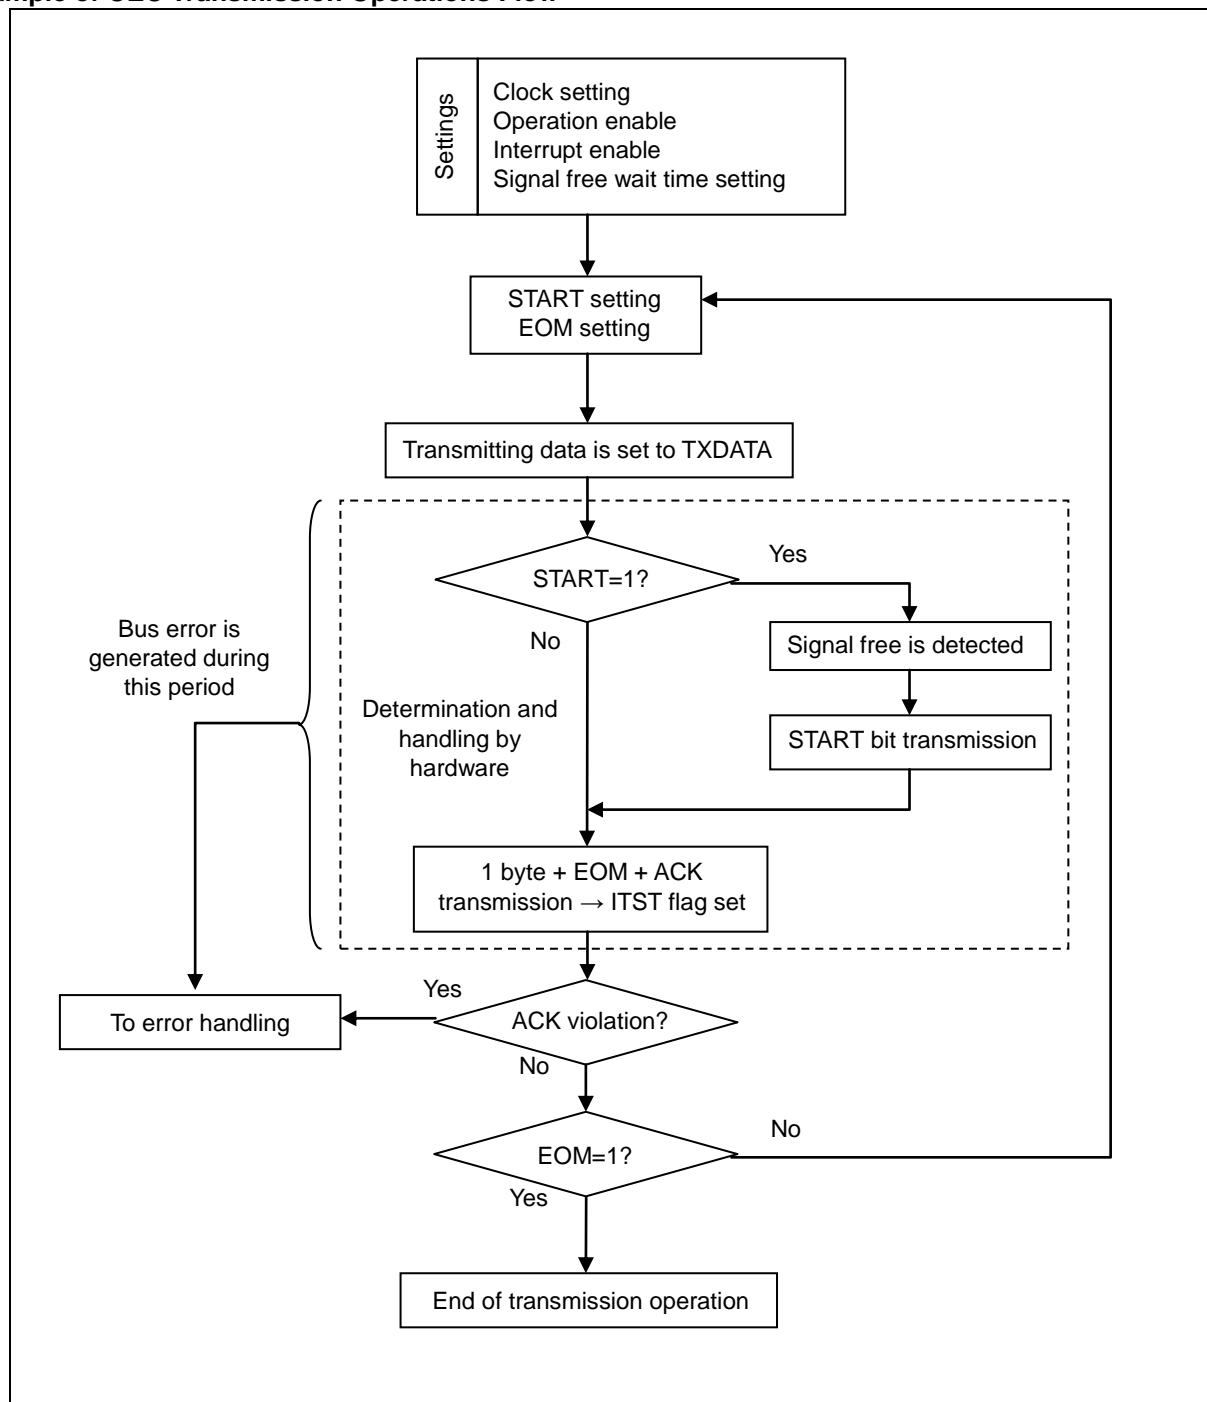 Settings
Clock setting
Operation enable
Interrupt enable
Signal free wait time setting
START setting
EOM setting
Transmitting data is set to TXDATA
START=1?
Yes
No
Signal free is detected
START bit transmission
Bus error is
generated during
this period
Determination and
handling by
hardware
1 byte + EOM + ACK
transmission → ITST flag set
Yes
ACK violation?
To error handling
No
EOM=1?
No
Yes
End of transmission operation